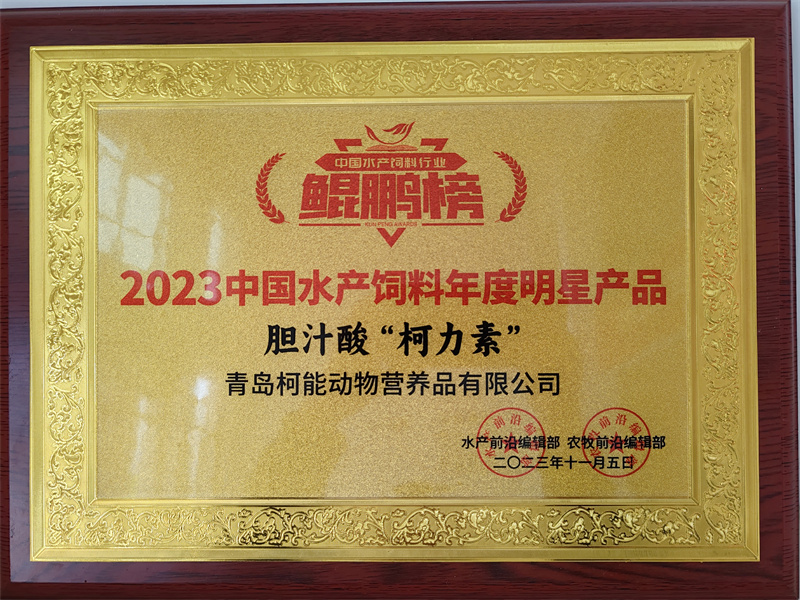 中国水产饲料行业
鲲鹏榜
KUN PENG AWARDS
2023中国水产饲料年度明星产品
胆汁酸“柯力素”
青岛柯能动物营养品有限公司
水产前沿编辑部 农牧前沿编辑部
二〇二三年十一月五日